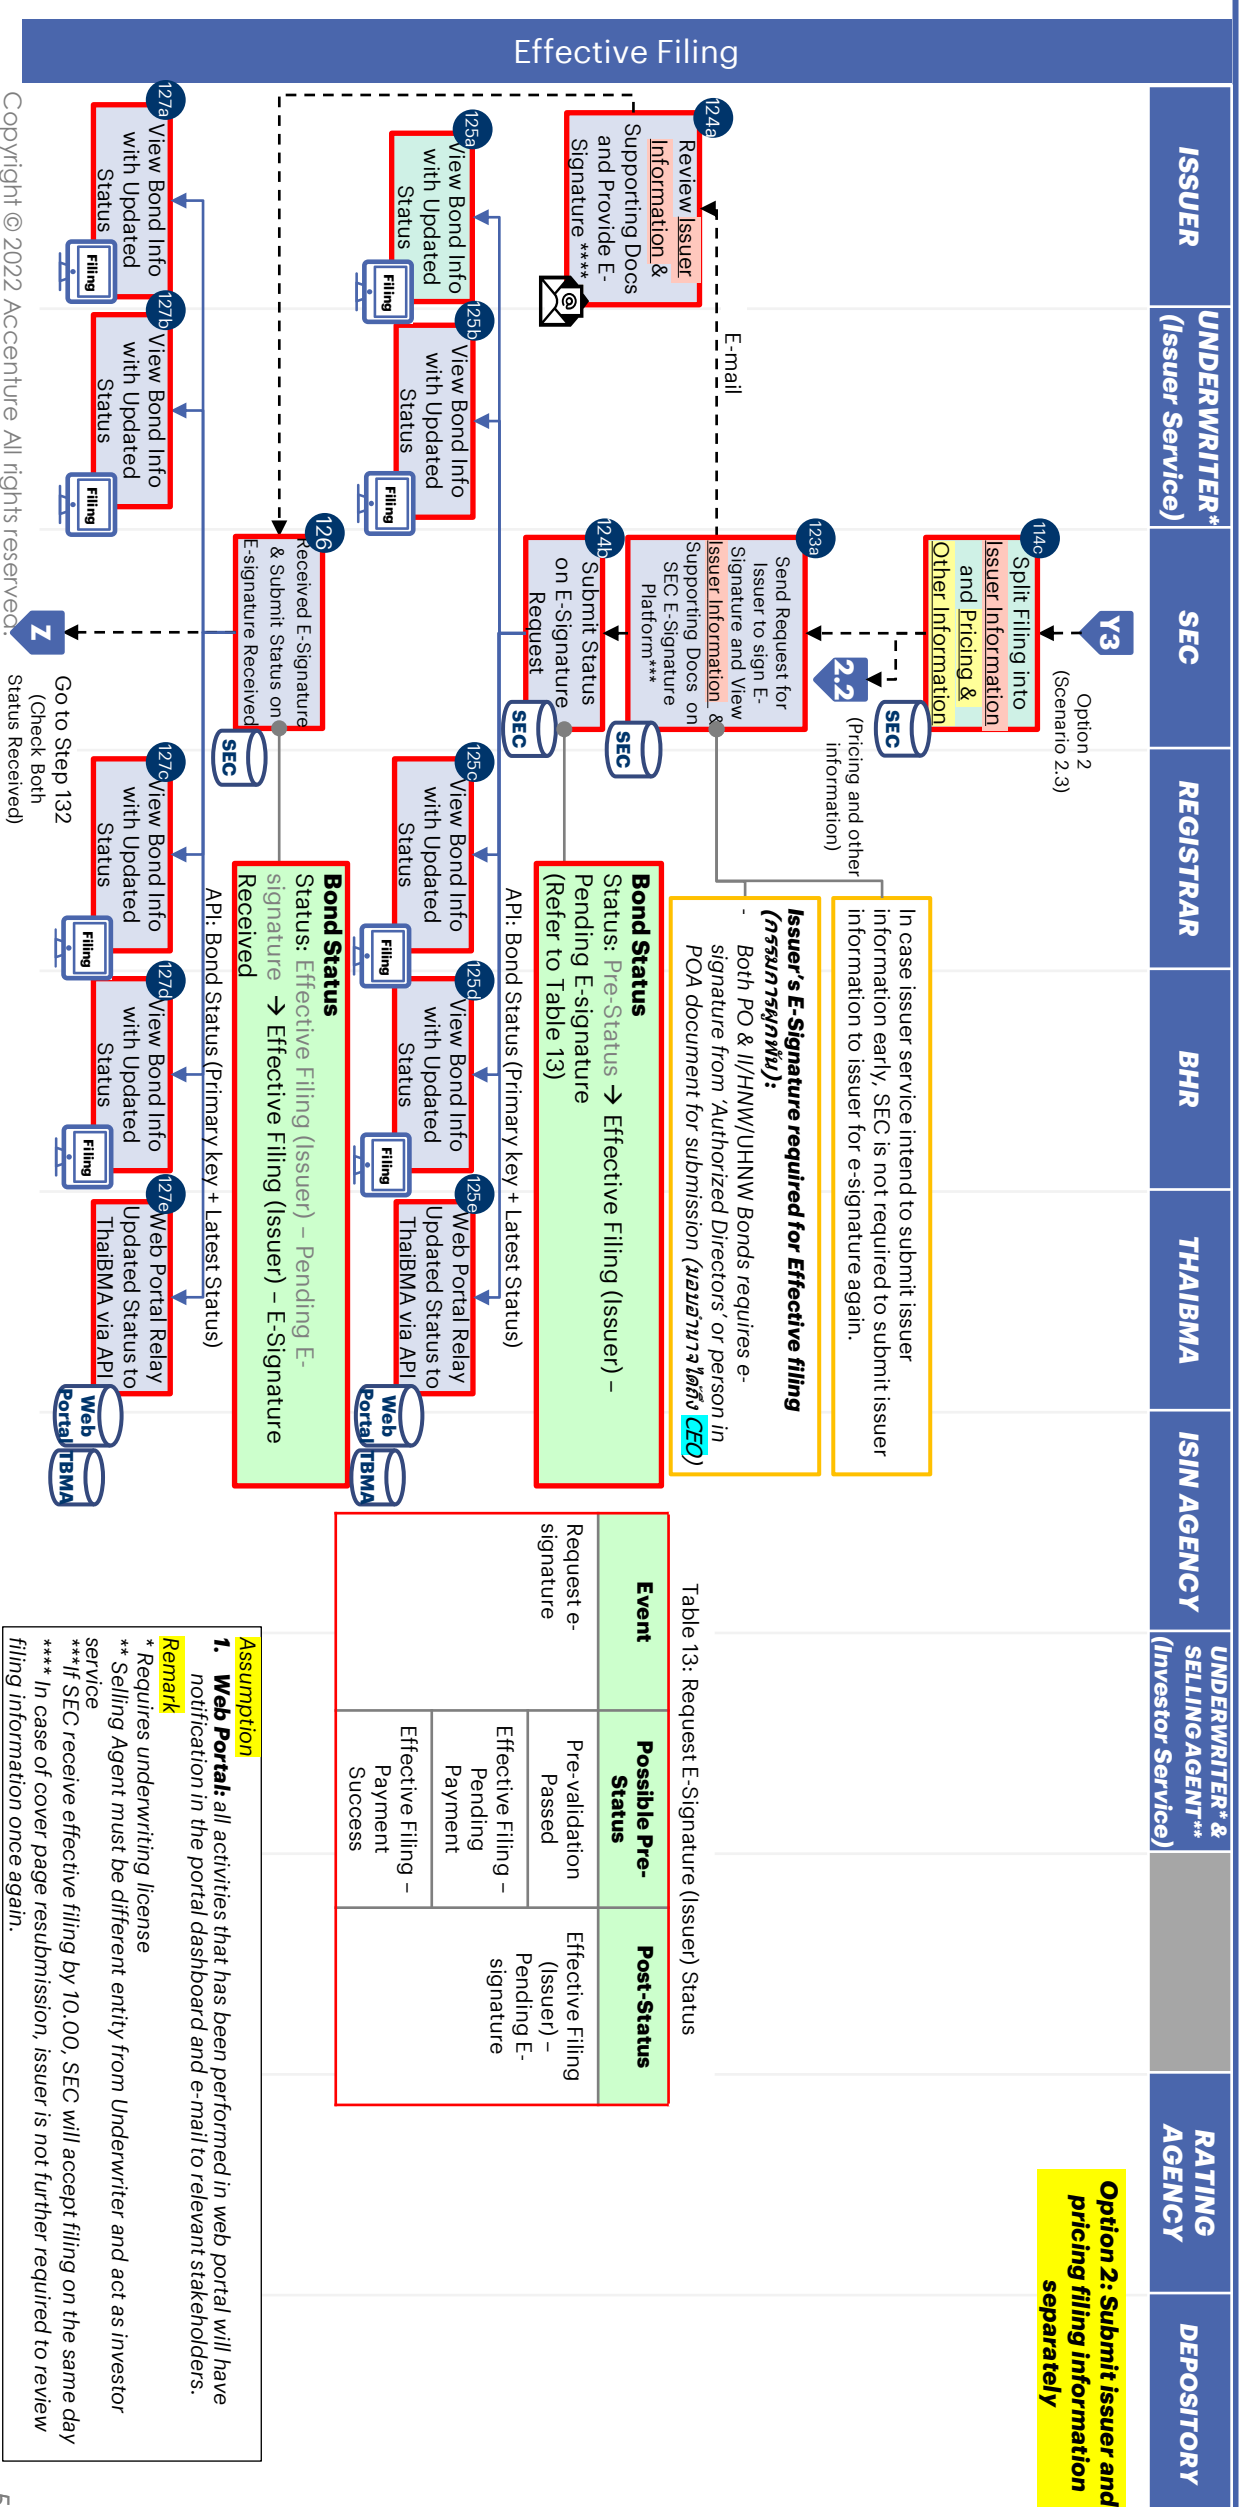 Effective Filing
ISSUER
UNDERWRITER*
(Issuer Service)
SEC
REGISTRAR
BHR
THAIBMA
ISIN AGENCY
UNDERWRITER* &
SELLING AGENT**
(Investor Service)
RATING
AGENCY
DEPOSITORY
Option 2: Submit issuer and
pricing filing information
separately
Y3
Option 2
(Scenario 2.3)
114c
Split Filing into
Issuer Information
and Pricing &
Other Information
SEC
2.2
(Pricing and other
information)
In case issuer service intend to submit issuer
information early, SEC is not required to submit issuer
information to issuer for e-signature again.
123a
Send Request for
Issuer to sign E-
Signature and View
Issuer Information &
Supporting Docs on
SEC E-Signature
Platform***
SEC
Issuer's E-Signature required for Effective filing
(กรรมการผูกพัน):
- Both PO & II/HNW/UHNW Bonds requires e-
signature from 'Authorized Directors' or person in
POA document for submission (มอบอำนาจได้ถึง CEO)
E-mail
124a
Review Issuer
Information &
Supporting Docs
and Provide E-
Signature ****
124b
Submit Status
on E-Signature
Request
SEC
Bond Status
Status: Pre-Status → Effective Filing (Issuer) –
Pending E-signature
(Refer to Table 13)
Table 13: Request E-Signature (Issuer) Status
Event
Possible Pre-
Status
Post-Status
Request e-
signature
Pre-validation
Passed
Effective Filing –
Pending
Payment
Effective Filing –
Payment
Success
Effective Filing
(Issuer) –
Pending E-
signature
API: Bond Status (Primary key + Latest Status)
125a
View Bond Info
with Updated
Status
Filing
125b
View Bond Info
with Updated
Status
Filing
125c
View Bond Info
with Updated
Status
Filing
125d
View Bond Info
with Updated
Status
Filing
125e
Web Portal Relay
Updated Status to
ThaiBMA via API
Web
Portal
TBMA
126
Received E-Signature
& Submit Status on
E-signature Received
SEC
Bond Status
Status: Effective Filing (Issuer) – Pending E-
signature → Effective Filing (Issuer) – E-Signature
Received
API: Bond Status (Primary key + Latest Status)
127a
View Bond Info
with Updated
Status
Filing
127b
View Bond Info
with Updated
Status
Filing
127c
View Bond Info
with Updated
Status
Filing
127d
View Bond Info
with Updated
Status
Filing
127e
Web Portal Relay
Updated Status to
ThaiBMA via API
Web
Portal
TBMA
Z
Go to Step 132
(Check Both
Status Received)
Assumption
1. Web Portal: all activities that has been performed in web portal will have
notification in the portal dashboard and e-mail to relevant stakeholders.
Remark
* Requires underwriting license
** Selling Agent must be different entity from Underwriter and act as investor
service
***If SEC receive effective filing by 10.00, SEC will accept filing on the same day
**** In case of cover page resubmission, issuer is not further required to review
filing information once again.
Copyright © 2022 Accenture All rights reserved.